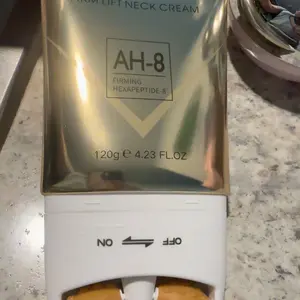 LIFT NECK CREAM
AH-8
FIRMING
HEXAPEPTIDE-8
120g e 4.23 FL.OZ
OFF
ON